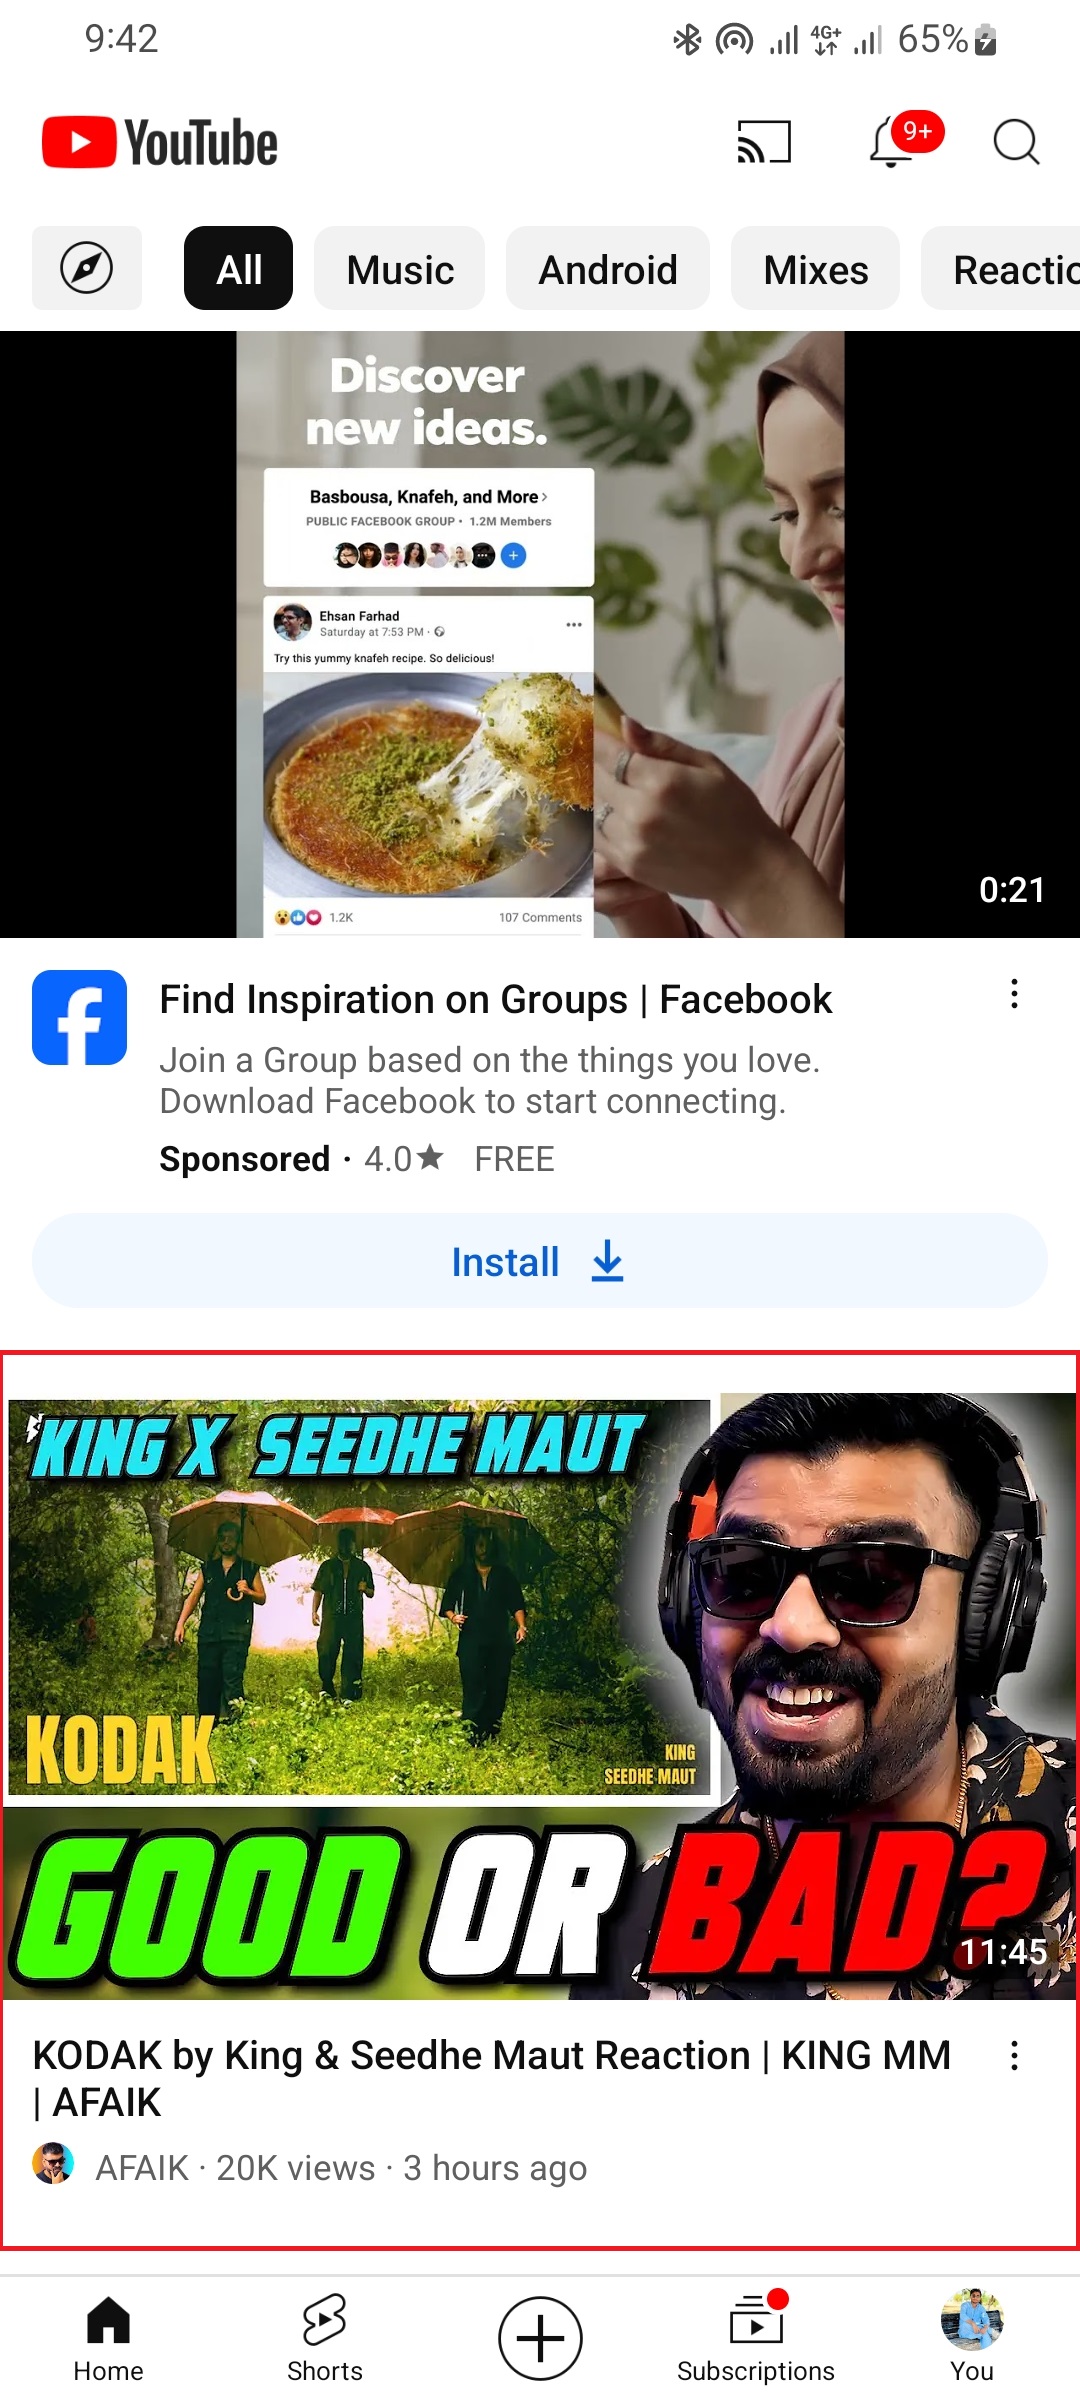 9:42
4G+
65%
YouTube
9+
All
Music
Android
Mixes
Reactio
Discover
new ideas.
Basbousa, Knafeh, and More
PUBLIC FACEBOOK GROUP • 1.2M Members
Ehsan Farhad
Saturday at 7:53 PM
Try this yummy knafeh recipe. So delicious!
1.2K
107 Comments
0:21
Find Inspiration on Groups | Facebook
Join a Group based on the things you love.
Download Facebook to start connecting.
Sponsored · 4.0★ FREE
Install
KING X SEEDHE MAUT
KODAK
KING
SEEDHE MAUT
GOOD OR BAD?
11:45
KODAK by King & Seedhe Maut Reaction | KING MM
| AFAIK
AFAIK · 20K views · 3 hours ago
Home
Shorts
Subscriptions
You